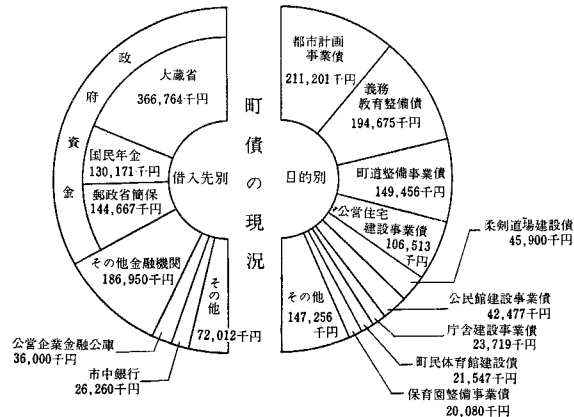 町債の現況
借入先別
政府資金
大蔵省
366,764千円
国民年金
130,171千円
郵政省簡保
144,667千円
その他金融機関
186,950千円
公営企業金融公庫
36,000千円
市中銀行
26,260千円
その他
72,012千円
目的別
都市計画
事業債
211,201千円
義務
教育整備債
194,675千円
町道整備事業債
149,456千円
公営住宅
建設事業債
106,513
千円
柔剣道場建設債
45,900千円
公民館建設事業債
42,477千円
庁舎建設事業債
23,719千円
町民体育館建設債
21,547千円
保育園整備事業債
20,080千円
その他
147,256
千円